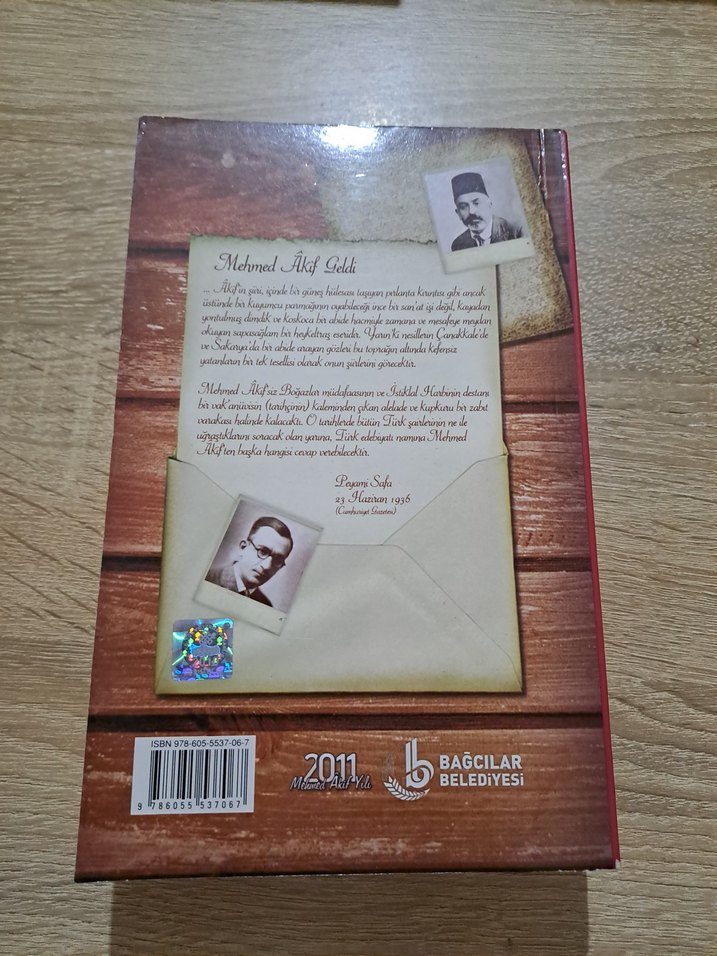 Mehmed Âkif Geldi
... Âkif'in şiiri, içinde bir güneş hülesası taşıyan pırlanta kırıntısı gibi ancak
üstünde bir kuyumcu parmağının oyabileceği ince bir san'at işi değil, kayadan
yontulmuş dimdik ve koskoca bir abide hacmiyle zamana ve mesafeye meydan
okuyan sapasağlam bir heykeltraş eseridir. Yarın'ki nesillerin Çanakkale'de
ve Sakarya'da bir abide arayan gözleri bu toprağın altında kefensiz
yatanların bir tek tesellisi olarak onun şiirlerini görecektir.
Mehmed Âkif'siz Boğazlar müdafaasının ve İstiklal Harbinin destanı
bir vak'anüvisin (tarihçinin) kaleminden çıkan alelade ve kupkuru bir zabıt
varakası halinde kalacaktı. O tarihlerde bütün Türk şairlerinin ne ile
uğraştıklarını soracak olan yarına, Türk edebiyatı namına Mehmed
Âkif'ten başka hangisi cevap verebilecektir.
Peyami Safa
23 Haziran 1936
(Cumhuriyet Gazetesi)
ISBN 978-605-5537-06-7
9 786055 537067
2011
Mehmed Âkif Yılı
b
BAĞCILAR
BELEDİYESİ